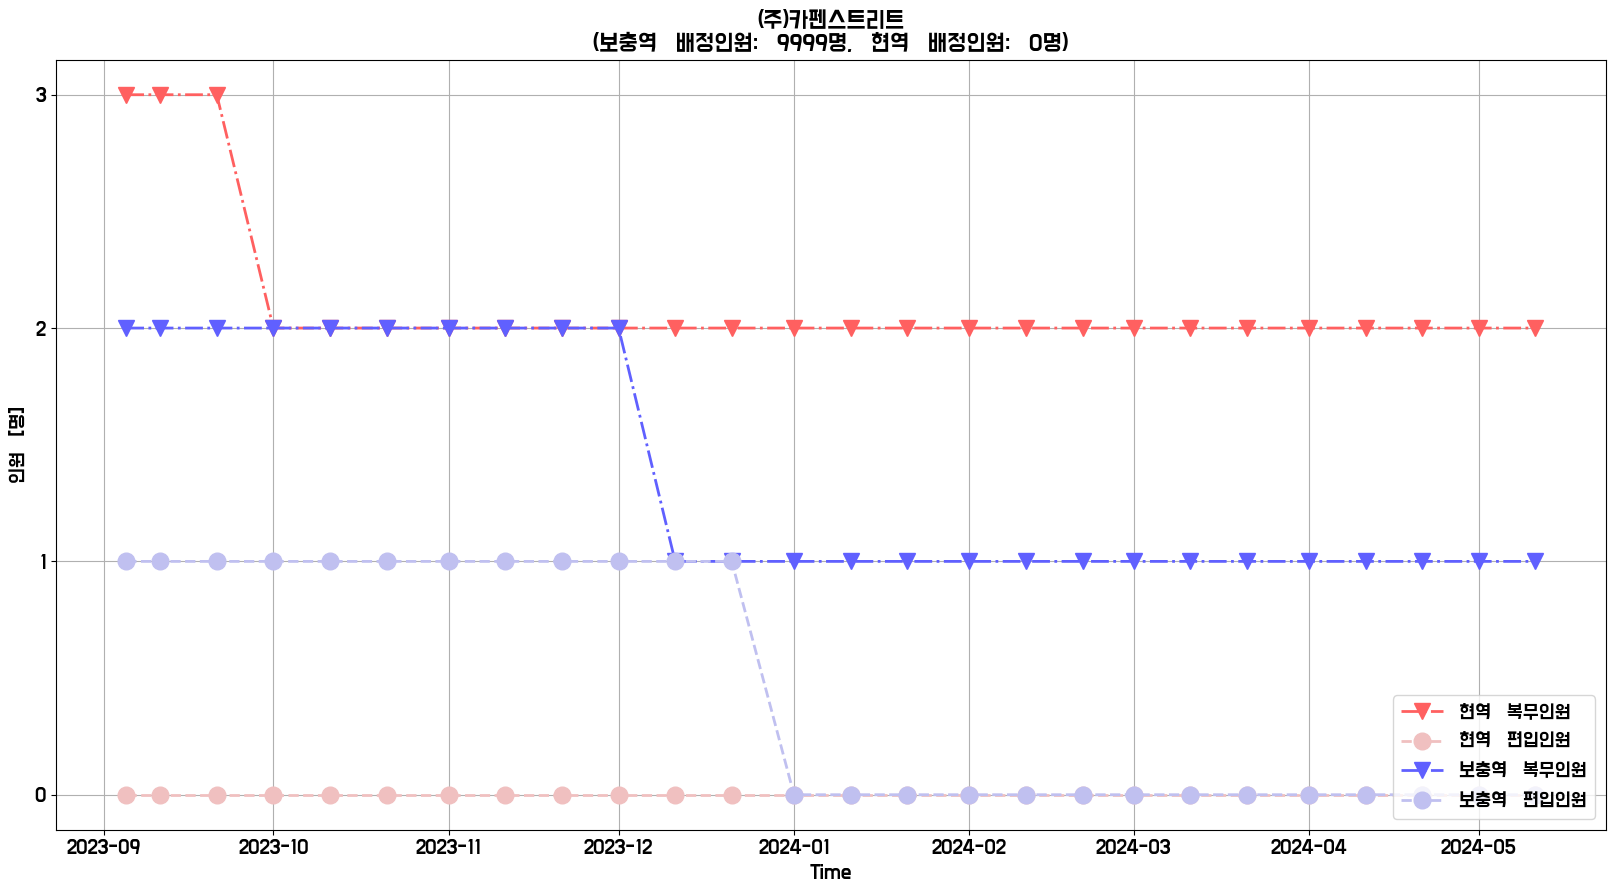 (주)카펜스트리트
(보충역 배정인원: 9999명, 현역 배정인원: 0명)
3
2
1
0
인원 [명]
2023-09 2023-10 2023-11 2023-12 2024-01 2024-02 2024-03 2024-04 2024-05
Time
현역 복무인원
현역 편입인원
보충역 복무인원
보충역 편입인원